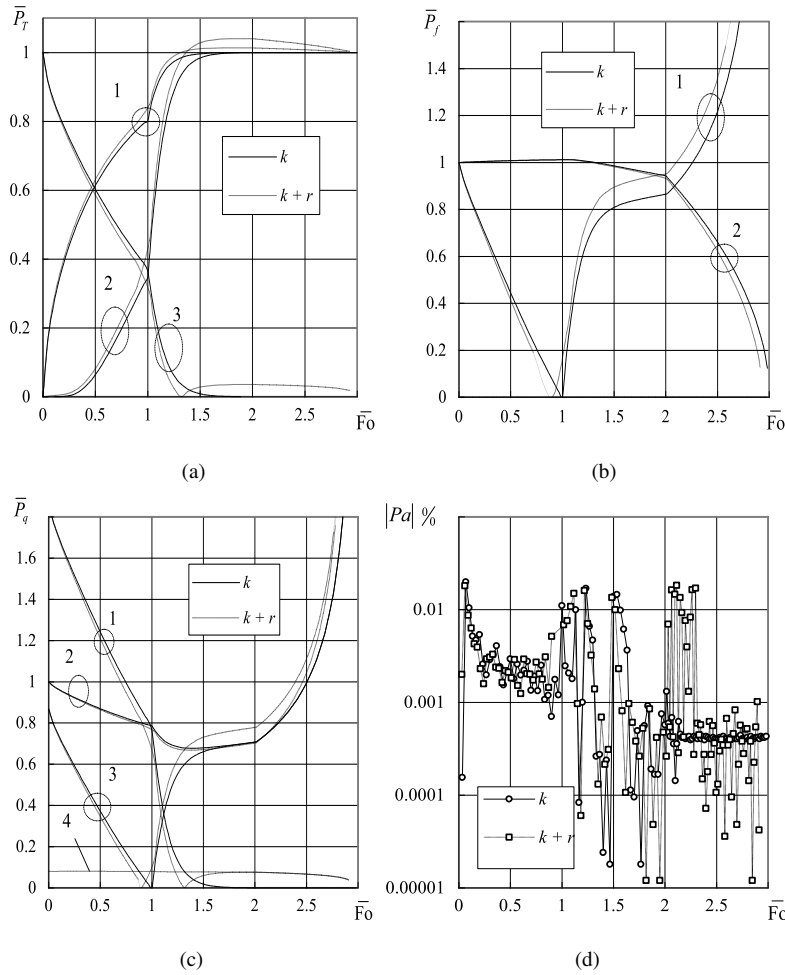 P̅_T
1
0.8
0.6
0.4
0.2
0
0 0.5 1 1.5 2 2.5 F̅o̅
1
2
3
k
k + r
(a)
P̅_f
1.4
1.2
1
0.8
0.6
0.4
0.2
0
0 0.5 1 1.5 2 2.5 F̅o̅
1
2
k
k + r
(b)
P̅_q
1.6
1.4
1.2
1
0.8
0.6
0.4
0.2
0
0 0.5 1 1.5 2 2.5 F̅o̅
1
2
3
4
k
k + r
(c)
|Pa| %
0.01
0.001
0.0001
0.00001
0 0.5 1.0 1.5 2 2.5 F̅o̅
k
k + r
(d)